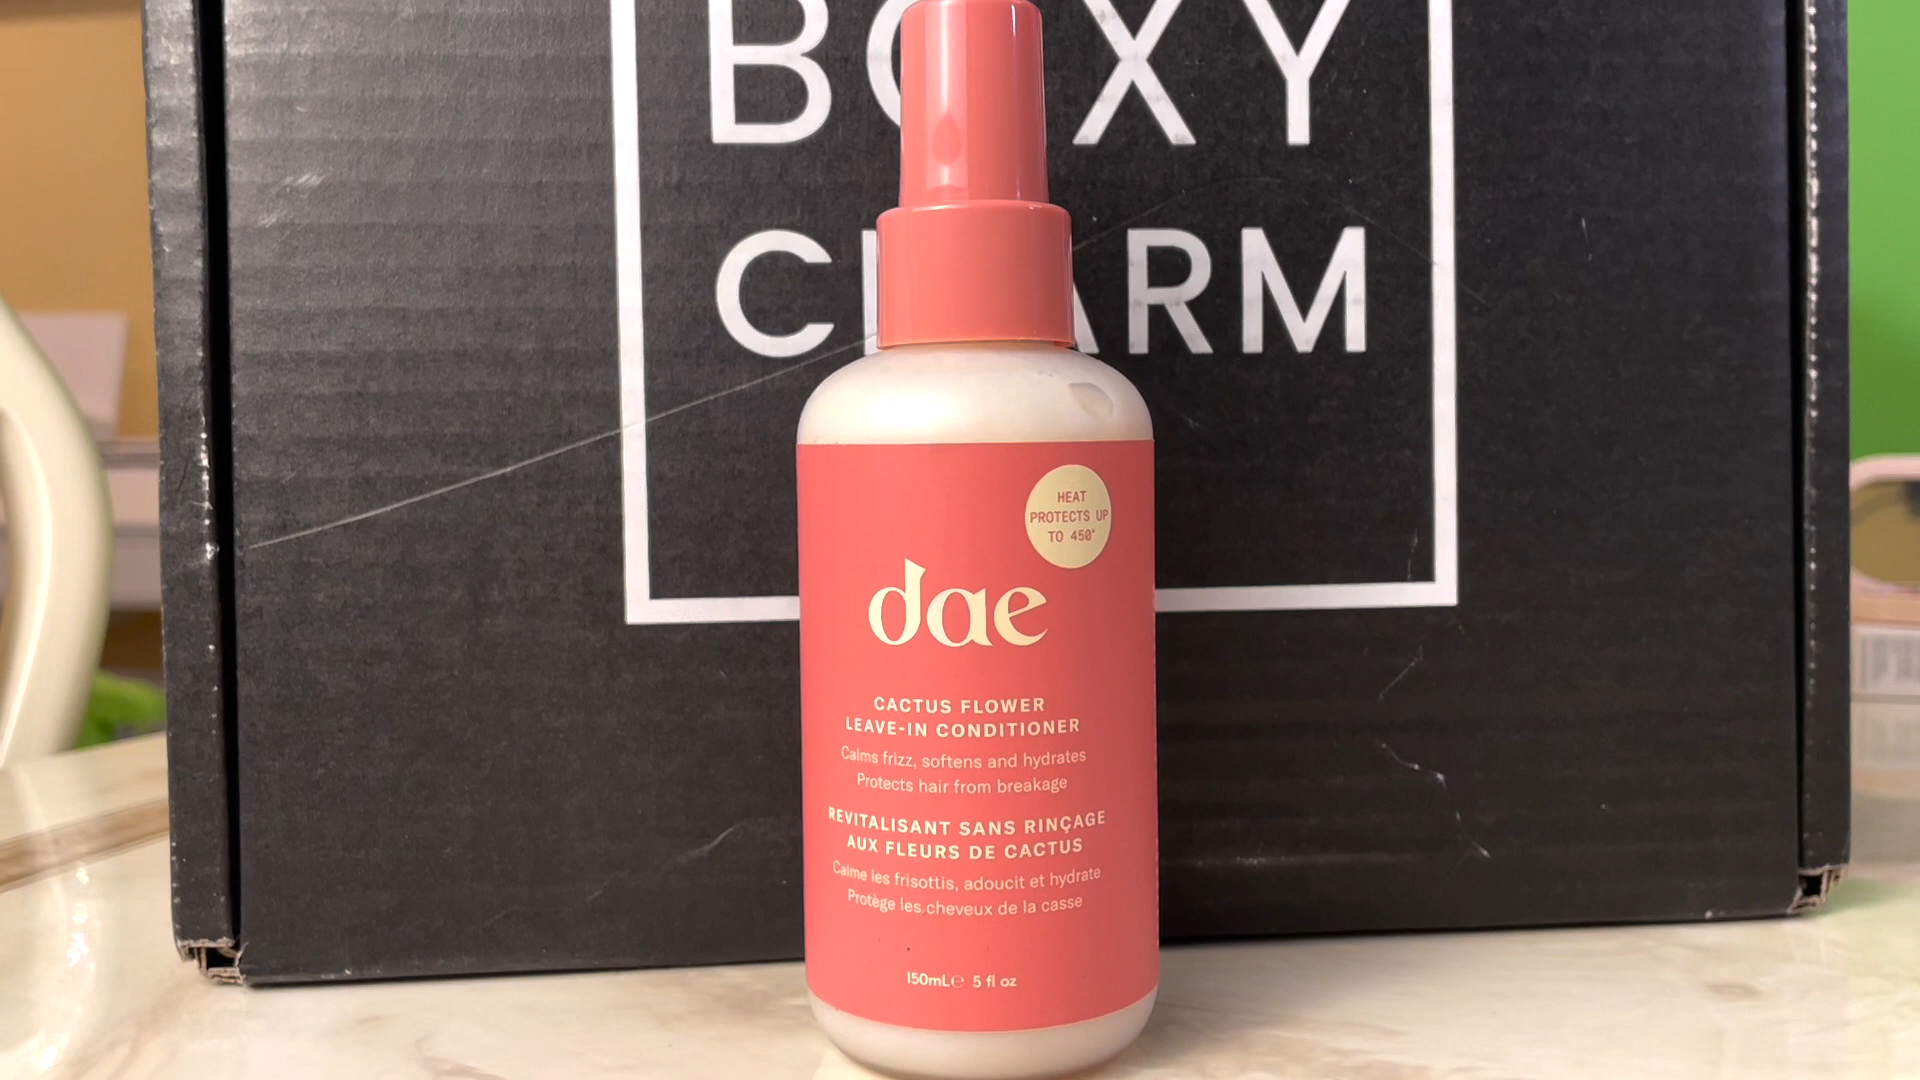 BOXY
CHARM
HEAT
PROTECTS UP
TO 450°
dae
CACTUS FLOWER
LEAVE-IN CONDITIONER
Calms frizz, softens and hydrates
Protects hair from breakage
REVITALISANT SANS RINÇAGE
AUX FLEURS DE CACTUS
Calme les frisottis, adoucit et hydrate
Protège les cheveux de la casse
150mL℮ 5 fl oz